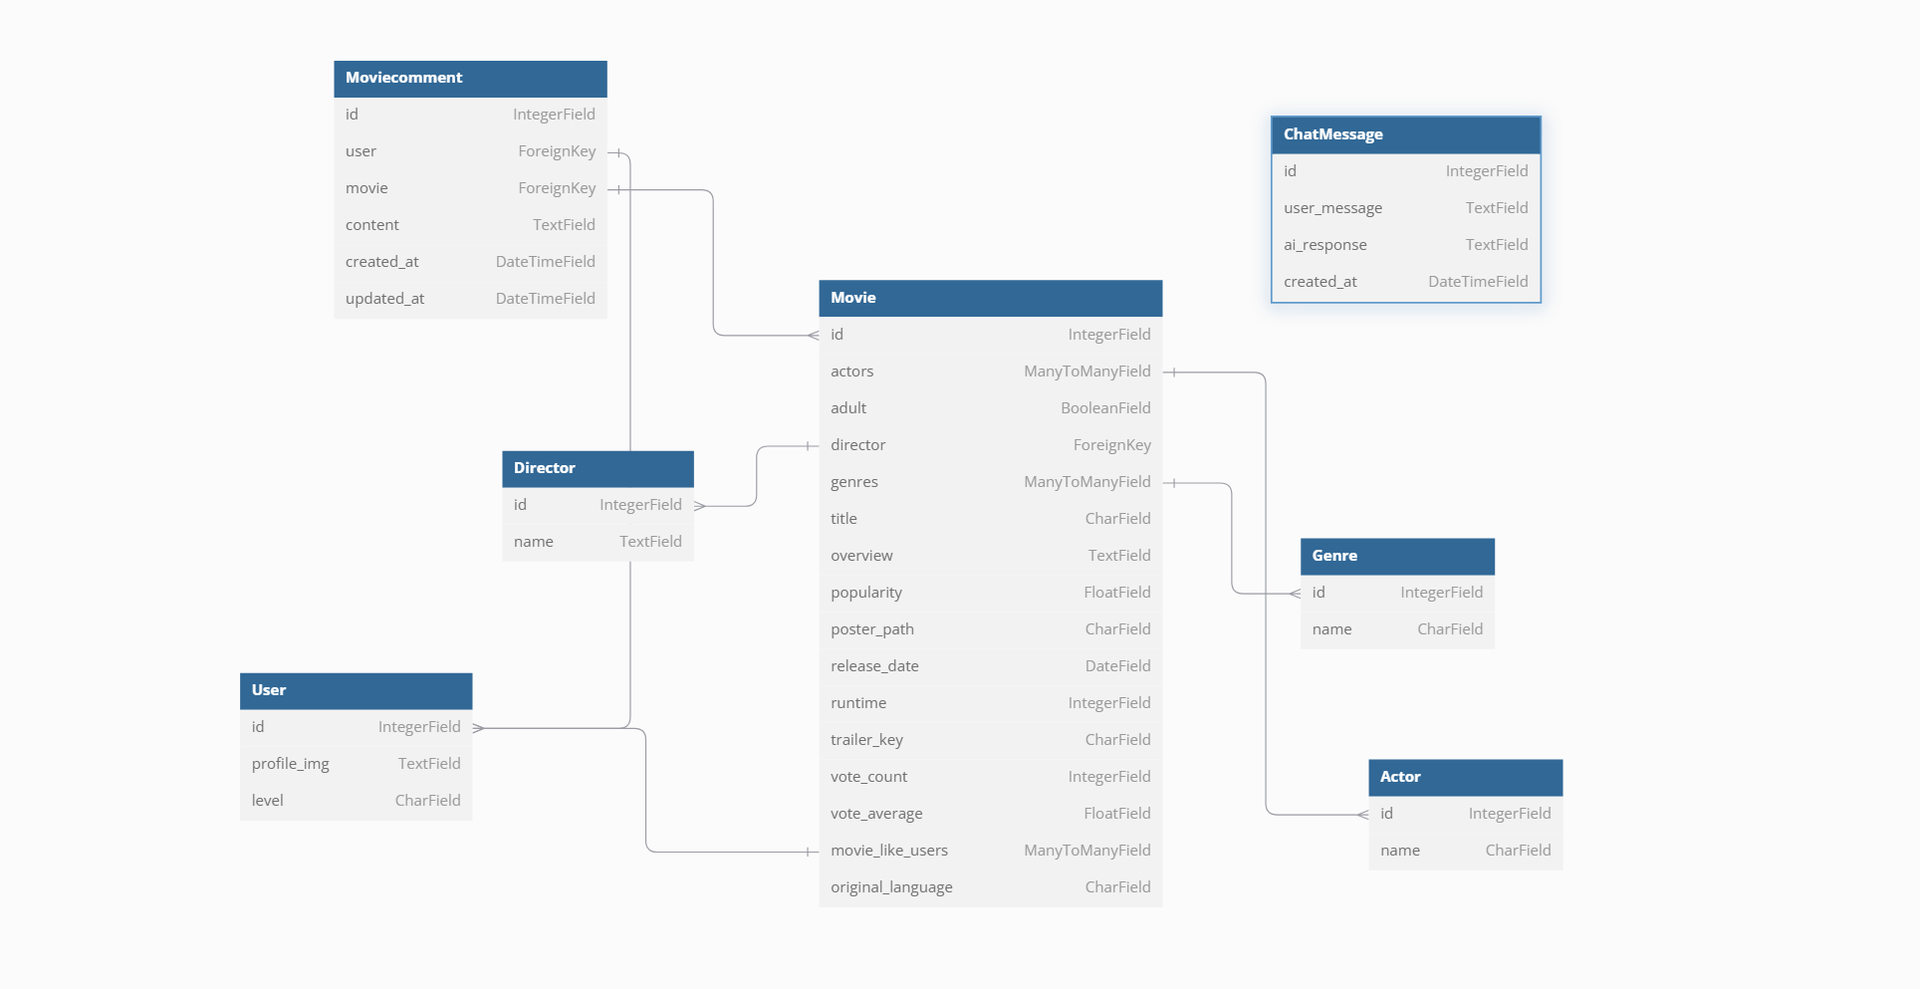 Moviecomment
id IntegerField
user ForeignKey
movie ForeignKey
content TextField
created_at DateTimeField
updated_at DateTimeField
ChatMessage
id IntegerField
user_message TextField
ai_response TextField
created_at DateTimeField
Movie
id IntegerField
actors ManyToManyField
adult BooleanField
director ForeignKey
genres ManyToManyField
title CharField
overview TextField
popularity FloatField
poster_path CharField
release_date DateField
runtime IntegerField
trailer_key CharField
vote_count IntegerField
vote_average FloatField
movie_like_users ManyToManyField
original_language CharField
Director
id IntegerField
name TextField
Genre
id IntegerField
name CharField
User
id IntegerField
profile_img TextField
level CharField
Actor
id IntegerField
name CharField